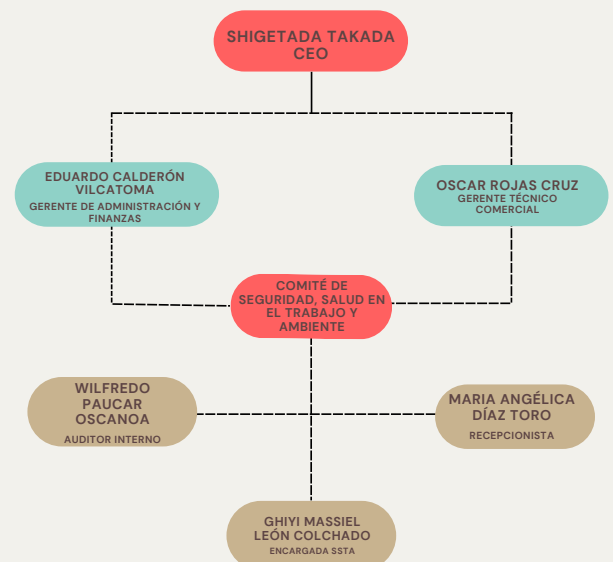 SHIGETADA TAKADA
CEO
EDUARDO CALDERÓN
VILCATOMA
GERENTE DE ADMINISTRACIÓN Y
FINANZAS
OSCAR ROJAS CRUZ
GERENTE TÉCNICO
COMERCIAL
COMITÉ DE
SEGURIDAD, SALUD EN
EL TRABAJO Y
AMBIENTE
WILFREDO
PAUCAR
OSCANOA
AUDITOR INTERNO
MARIA ANGÉLICA
DÍAZ TORO
RECEPCIONISTA
GHIYI MASSIEL
LEÓN COLCHADO
ENCARGADA SSTA